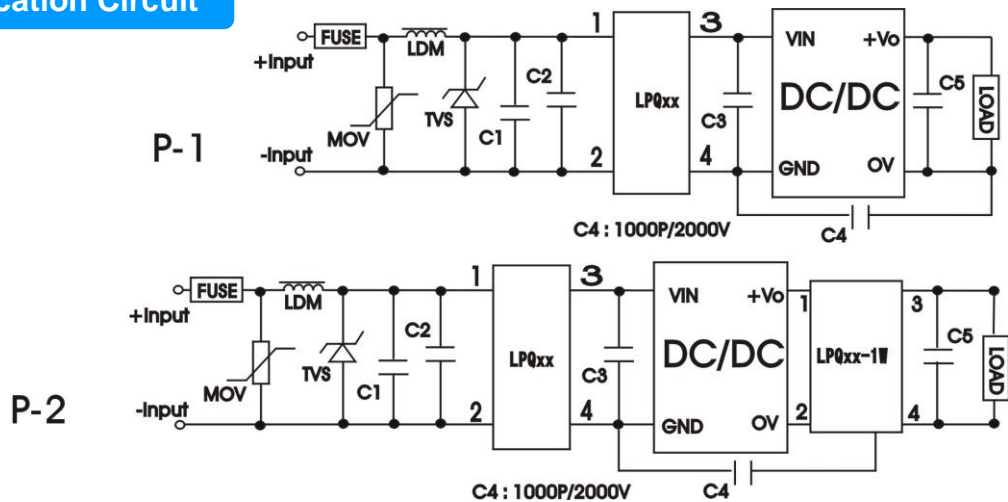 cation Circuit
P-1
+Input
-Input
FUSE
LDM
MOV
TVS
C1
C2
1
2
LPQxx
3
4
C3
VIN
+Vo
DC/DC
GND
OV
C5
LOAD
C4 : 1000P/2000V
C4
P-2
+Input
-Input
FUSE
LDM
MOV
TVS
C1
C2
1
2
LPQxx
3
4
C3
VIN
+Vo
DC/DC
GND
OV
1
2
LPQxx-1W
3
4
C5
LOAD
C4 : 1000P/2000V
C4